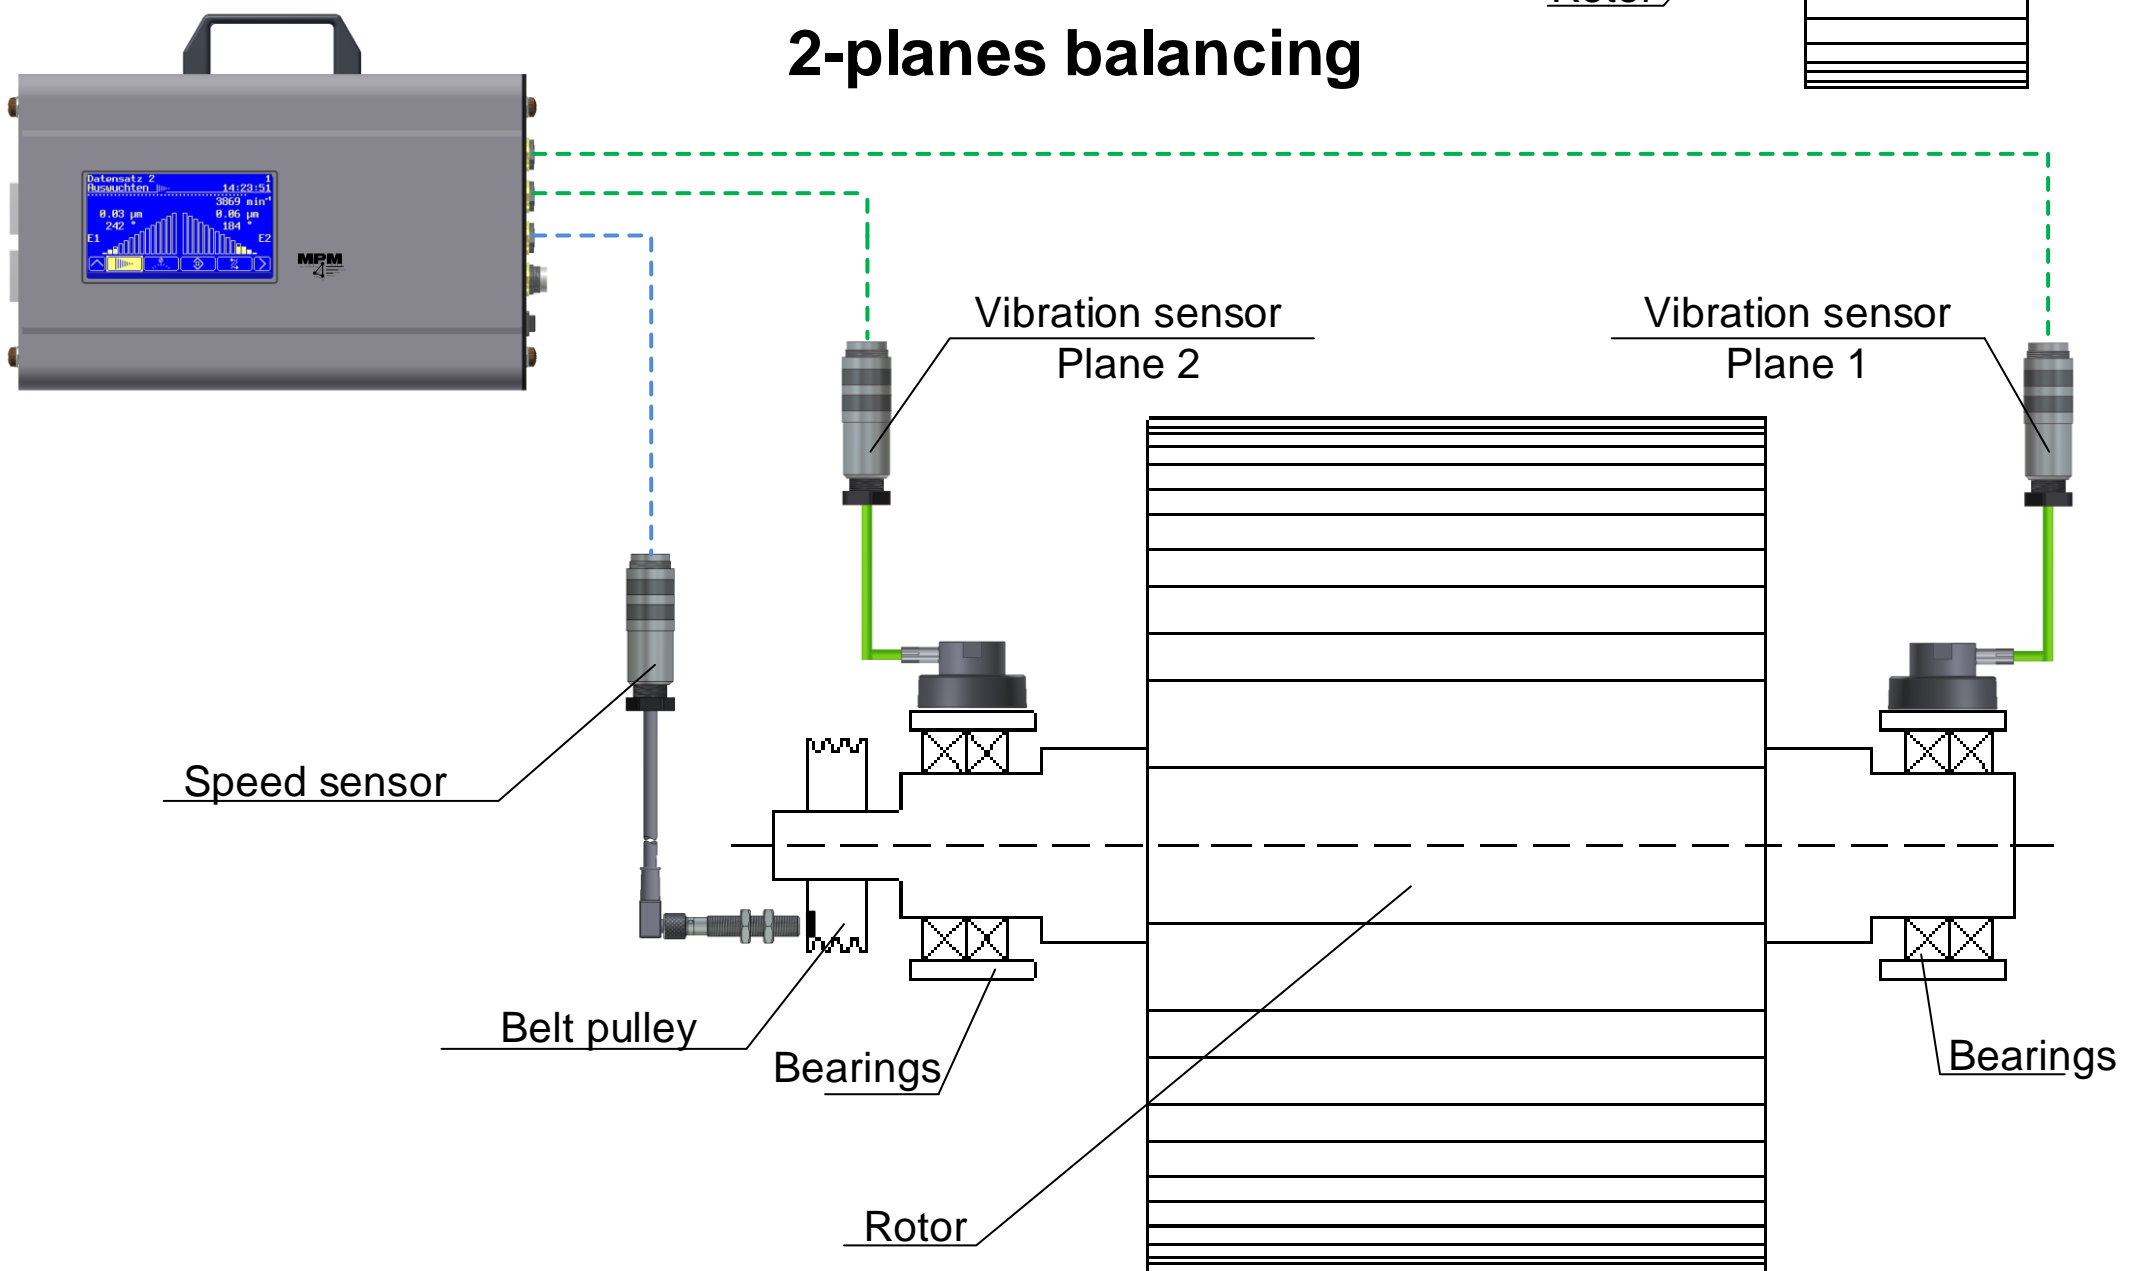 2-planes balancing
Datensatz 2 1
Auswuchten 14:23:51
3869 min⁻¹
0.03 µm 0.06 µm
242 ° 184 °
E1 E2
MPM
Vibration sensor
Plane 2
Vibration sensor
Plane 1
Speed sensor
Belt pulley
Bearings
Bearings
Rotor